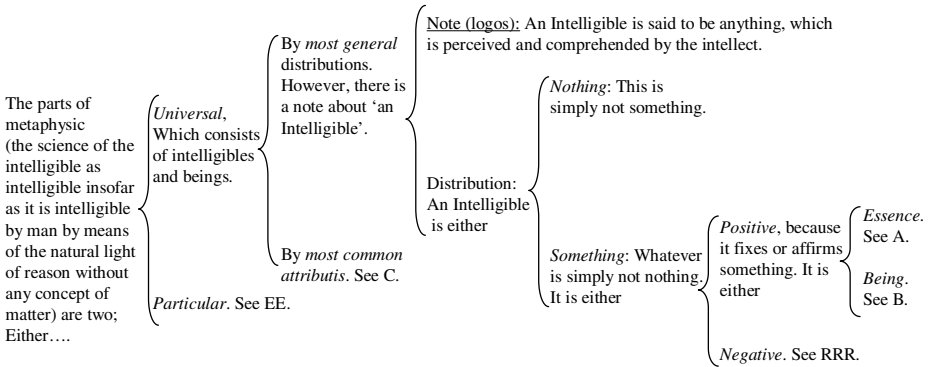 The parts of
metaphysic
(the science of the
intelligible as
intelligible insofar
as it is intelligible
by man by means
of the natural light
of reason without
any concept of
matter) are two;
Either….
Universal,
Which consists
of intelligibles
and beings.
Particular. See EE.
By most general
distributions.
However, there is
a note about ‘an
Intelligible’.
By most common
attributis. See C.
Note (logos): An Intelligible is said to be anything, which
is perceived and comprehended by the intellect.
Distribution:
An Intelligible
is either
Nothing: This is
simply not something.
Something: Whatever
is simply not nothing.
It is either
Positive, because
it fixes or affirms
something. It is
either
Essence.
See A.
Being.
See B.
Negative. See RRR.